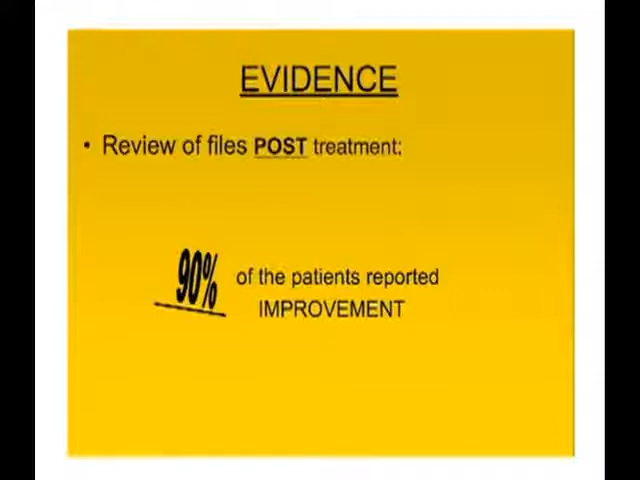 EVIDENCE
• Review of files POST treatment:
90% of the patients reported
IMPROVEMENT